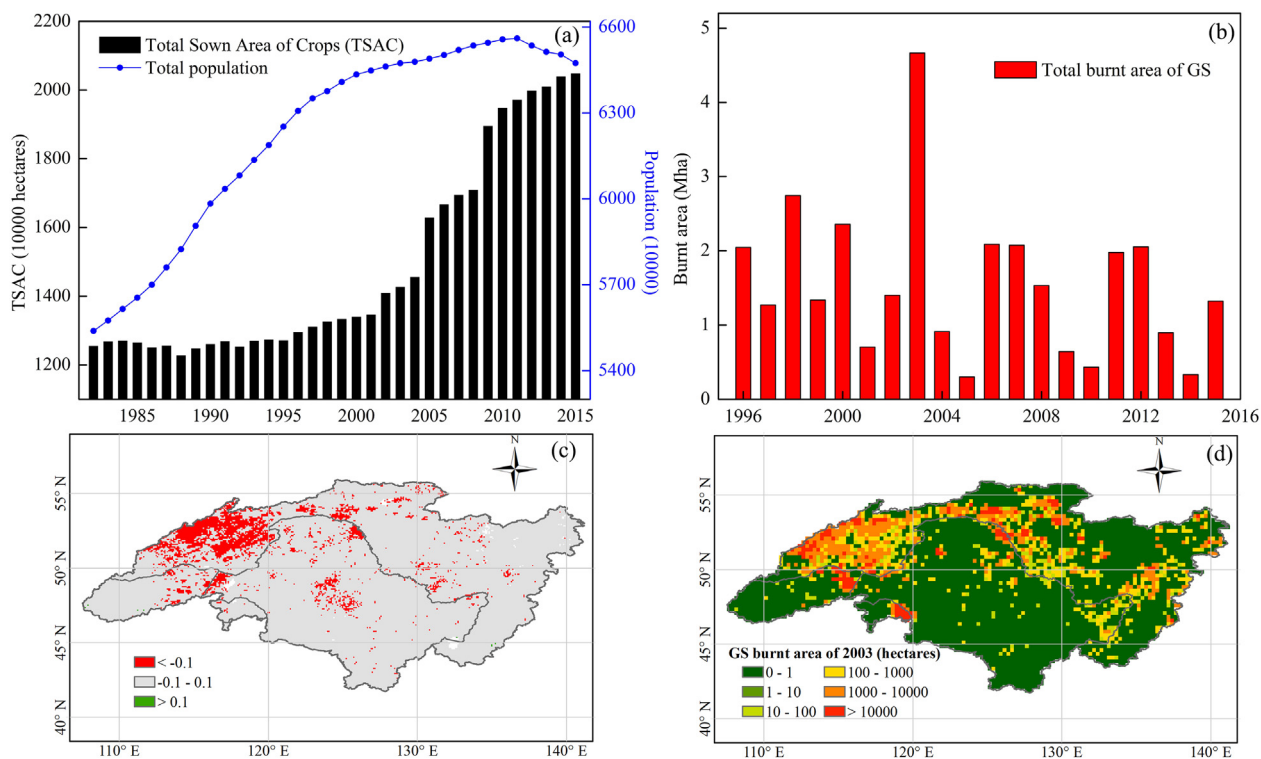 (a)
Total Sown Area of Crops (TSAC)
Total population
TSAC (10000 hectares)
2200
2000
1800
1600
1400
1200
Population (10000)
6600
6300
6000
5700
5400
1985 1990 1995 2000 2005 2010 2015
(b)
Total burnt area of GS
Burnt area (Mha)
5
4
3
2
1
0
1996 2000 2004 2008 2012 2016
(c)
N
55° N
50° N
45° N
40° N
< -0.1
-0.1 - 0.1
> 0.1
110° E 120° E 130° E 140° E
(d)
N
55° N
50° N
45° N
40° N
GS burnt area of 2003 (hectares)
0 - 1
1 - 10
10 - 100
100 - 1000
1000 - 10000
> 10000
110° E 120° E 130° E 140° E